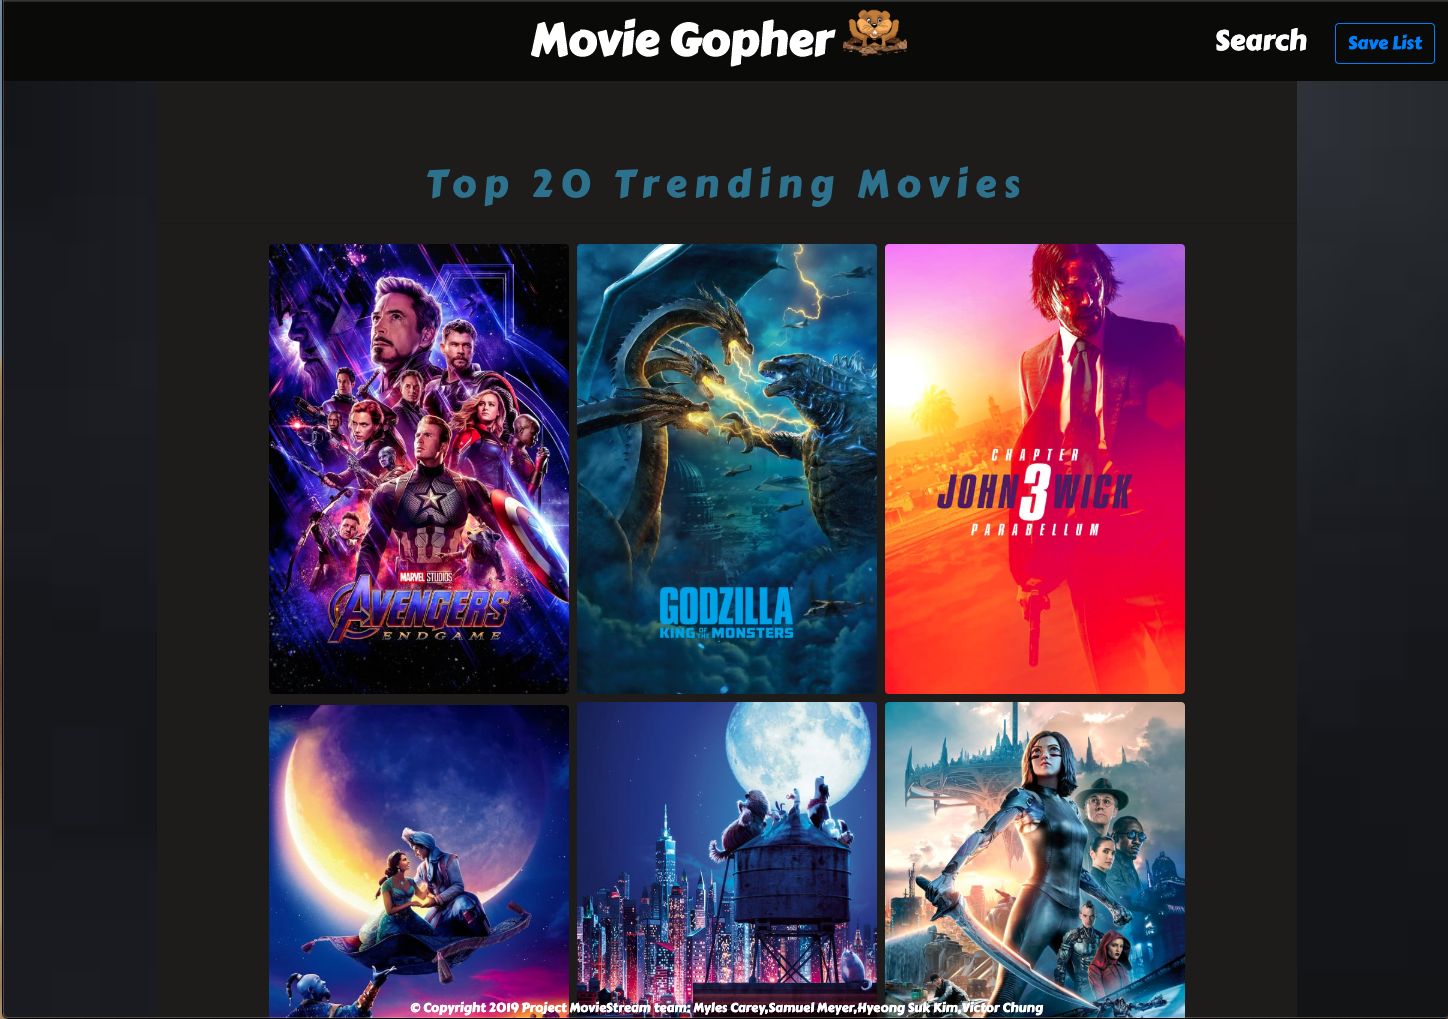 Movie Gopher
Search
Save List
Top 20 Trending Movies
MARVEL STUDIOS
AVENGERS
ENDGAME
GODZILLA
KING OF THE MONSTERS
CHAPTER
JOHN 3 WICK
PARABELLUM
© Copyright 2019 Project MovieStream team: Myles Carey,Samuel Meyer,Hyeong Suk Kim,Victor Chung